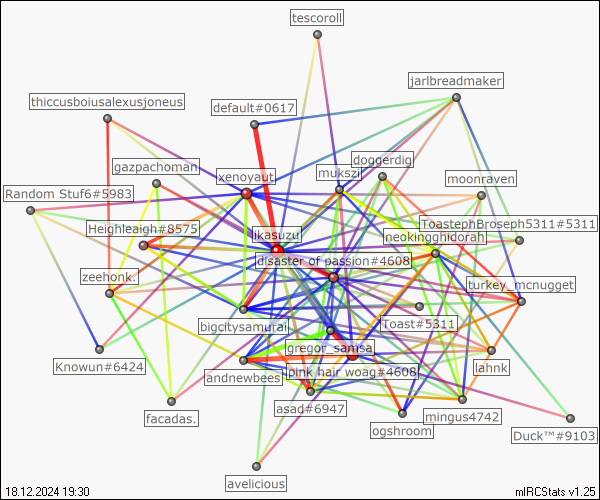 tescoroll
jarlbreadmaker
thiccusboiusalexusjoneus
default#0617
doggerdig
gazpachoman
mukszi
xenoyaut
moonraven
Random Stuf6#5983
ToastephBroseph5311#5311
Heighleaigh#8575
likasuzu
neokingghidorah
disaster of passion#4608
zeehonk.
turkey_mcnugget
bigcitysamurai
Toast#5311
gregor_samsa
Knowun#6424
lahnk
andnewbees
pink hair woag#4608
asad#6947
facadas.
mingus4742
ogshroom
Duck™#9103
avelicious
18.12.2024 19:30
mIRCStats v1.25